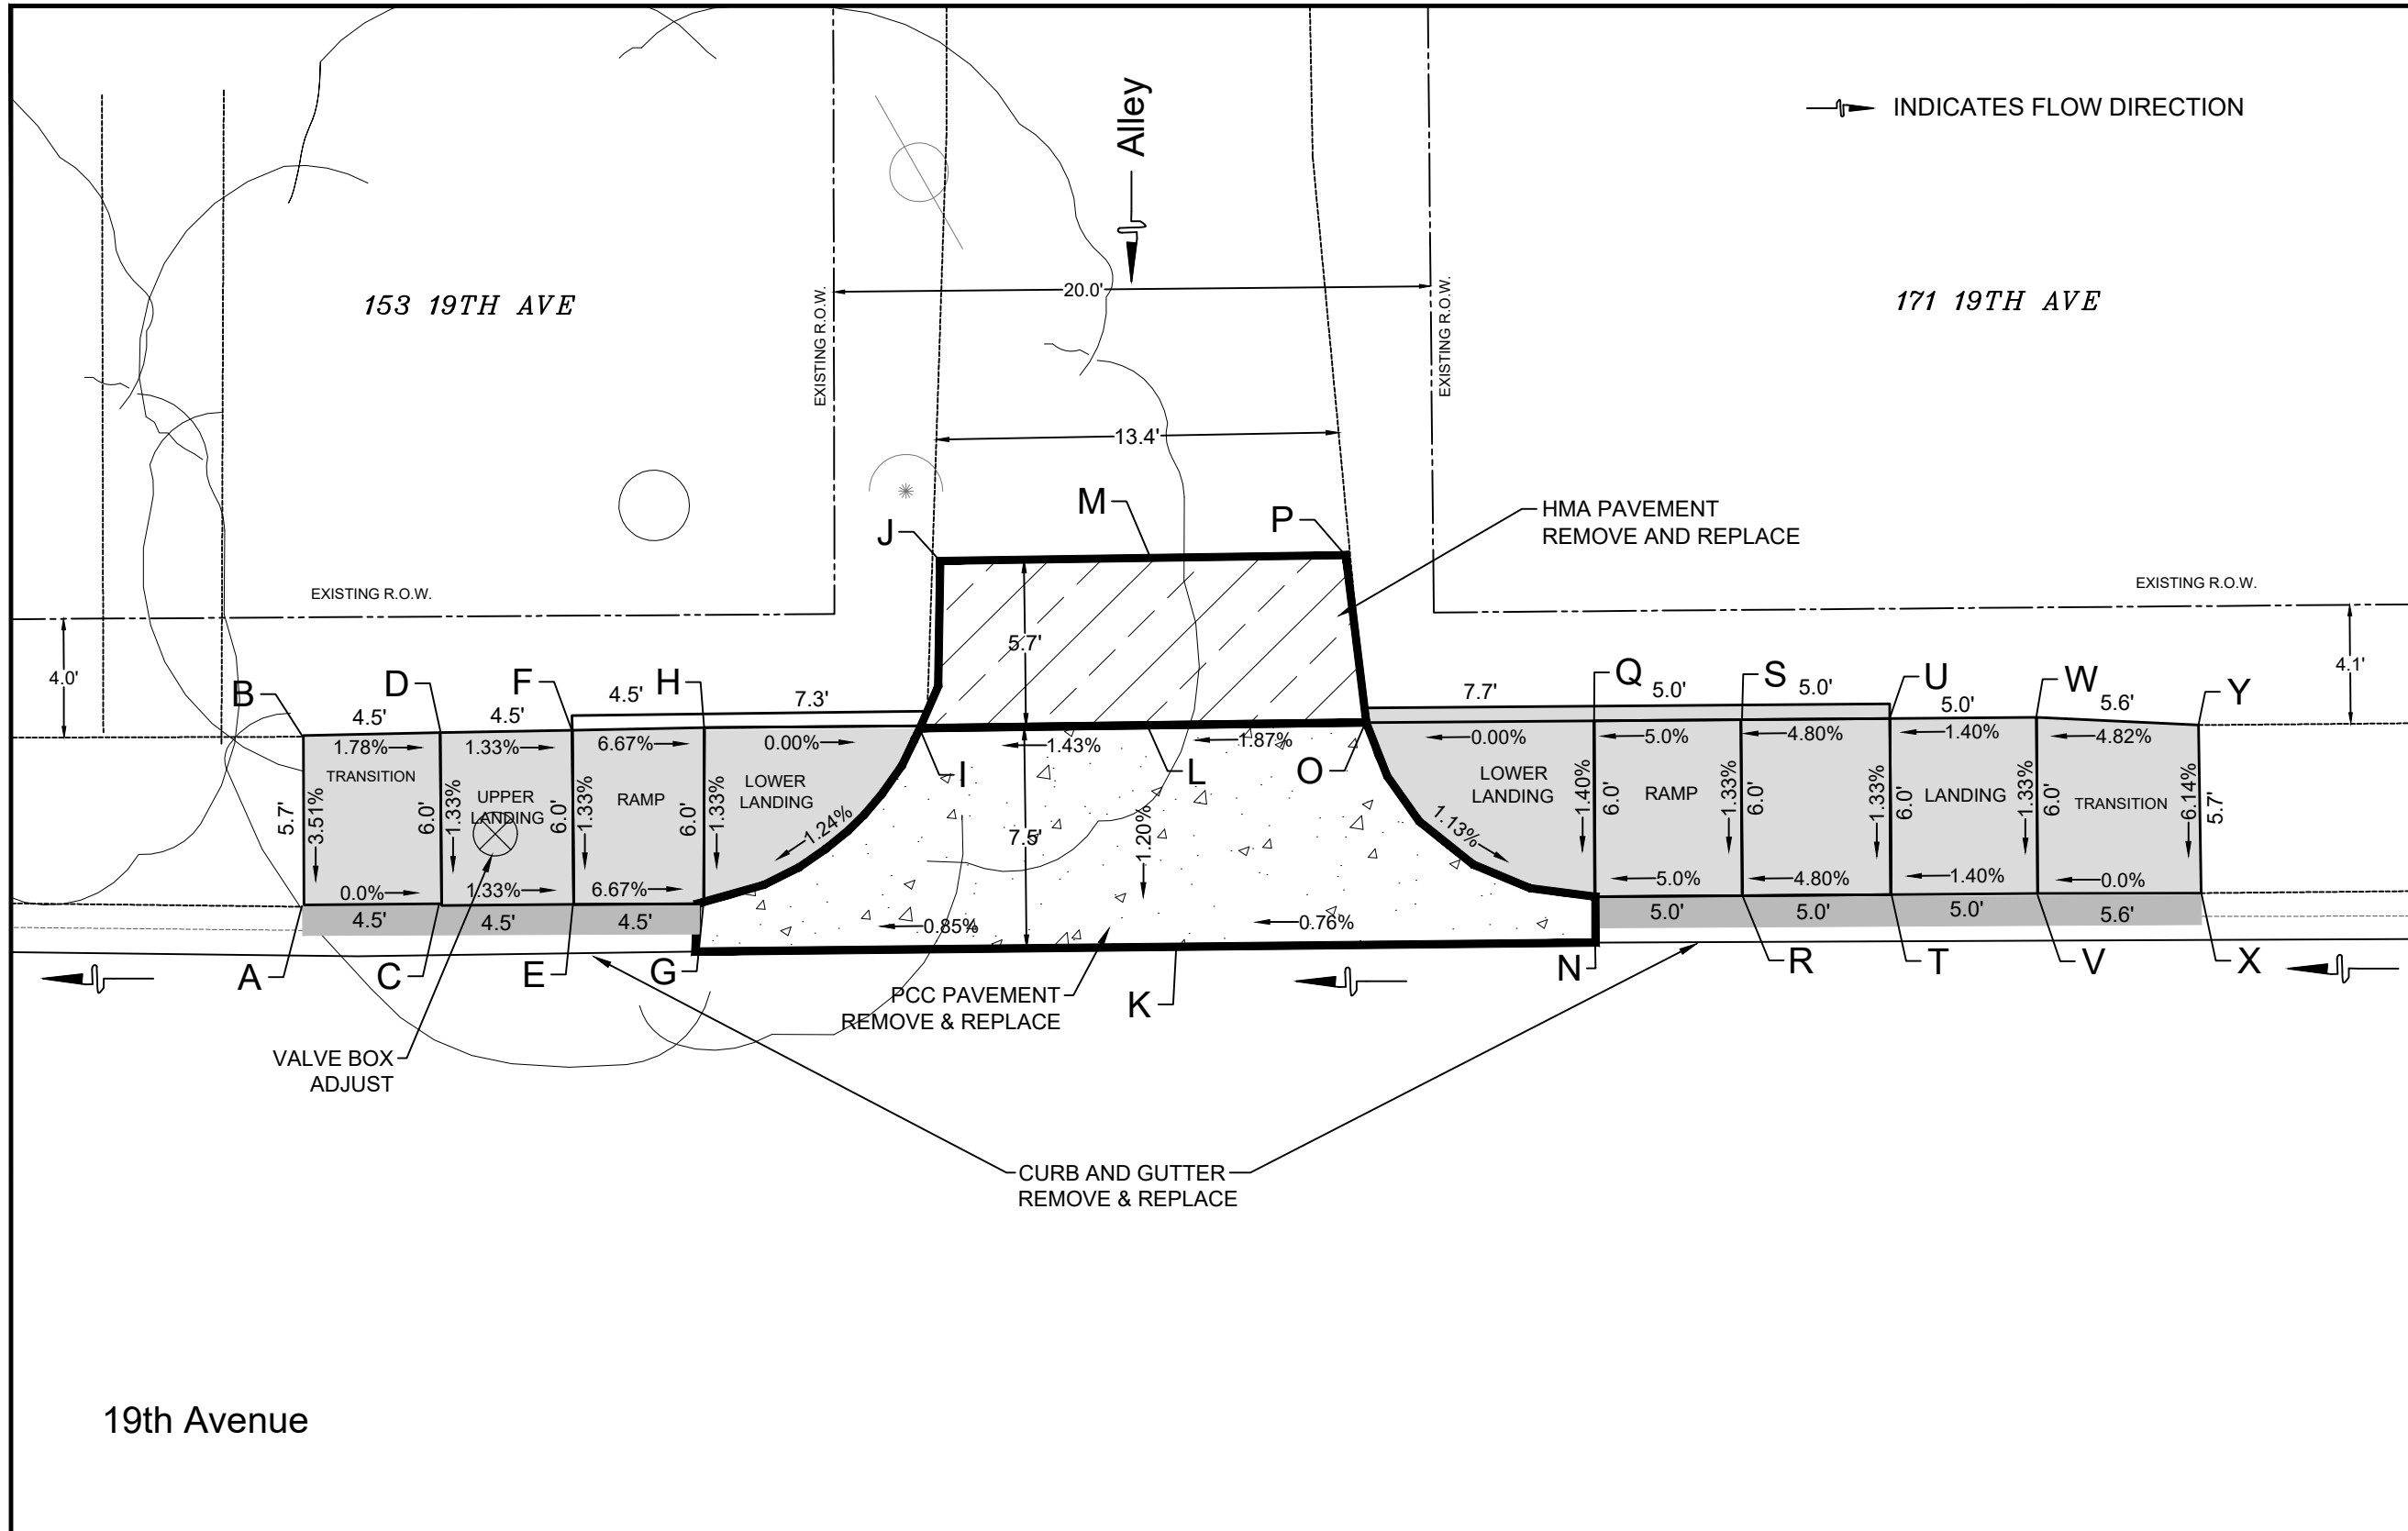 Alley
INDICATES FLOW DIRECTION
153 19TH AVE
171 19TH AVE
EXISTING R.O.W.
20.0'
EXISTING R.O.W.
13.4'
M
P
J
HMA PAVEMENT
REMOVE AND REPLACE
EXISTING R.O.W.
EXISTING R.O.W.
4.0'
5.7'
4.1'
B
D
F
H
Q
S
U
W
Y
4.5'
4.5'
4.5'
7.3'
7.7'
5.0'
5.0'
5.0'
5.6'
1.78%
1.33%
6.67%
0.00%
1.43%
1.87%
0.00%
5.0%
4.80%
1.40%
4.82%
I
L
O
TRANSITION
UPPER
LANDING
RAMP
LOWER
LANDING
LOWER
LANDING
RAMP
LANDING
TRANSITION
5.7'
3.51%
6.0'
1.33%
6.0'
1.33%
6.0'
1.33%
1.24%
7.5'
1.20%
1.13%
1.40%
6.0'
1.33%
6.0'
1.33%
6.0'
1.33%
6.0'
6.14%
5.7'
0.0%
1.33%
6.67%
5.0%
4.80%
1.40%
0.0%
4.5'
4.5'
4.5'
0.85%
0.76%
5.0'
5.0'
5.0'
5.6'
A
C
E
G
K
N
R
T
V
X
PCC PAVEMENT
REMOVE & REPLACE
VALVE BOX
ADJUST
CURB AND GUTTER
REMOVE & REPLACE
19th Avenue